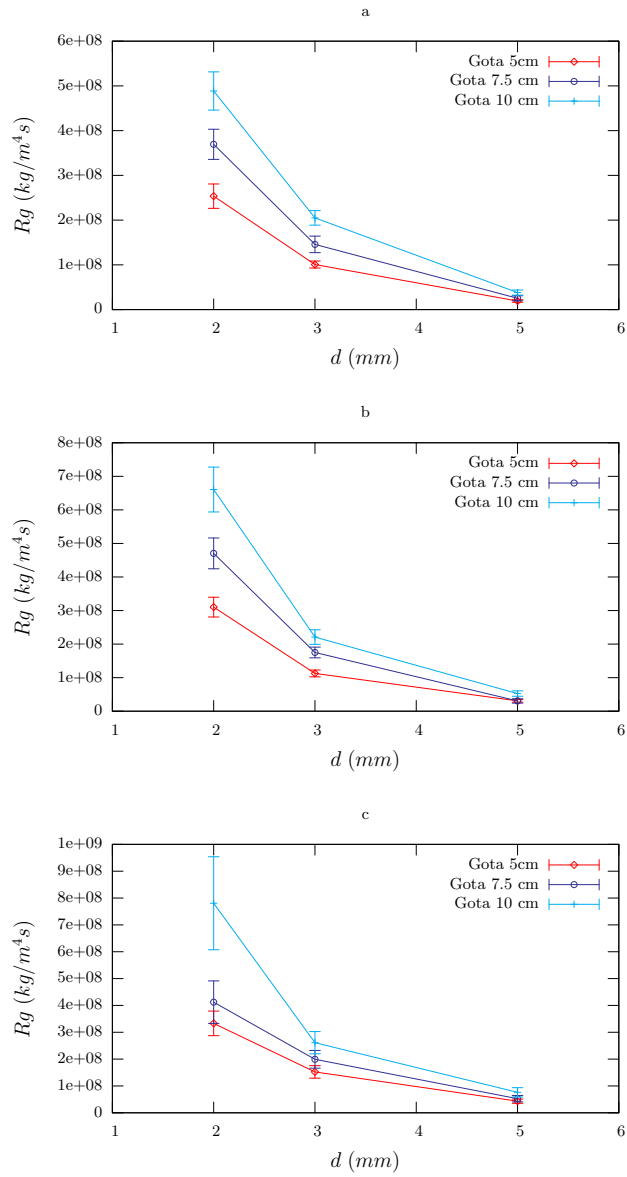 a
6e+08
5e+08
4e+08
3e+08
2e+08
1e+08
0
Rg (kg/m⁴s)
Gota 5cm
Gota 7.5 cm
Gota 10 cm
1 2 3 4 5 6
d (mm)
b
8e+08
7e+08
6e+08
5e+08
4e+08
3e+08
2e+08
1e+08
0
Rg (kg/m⁴s)
Gota 5cm
Gota 7.5 cm
Gota 10 cm
1 2 3 4 5 6
d (mm)
c
1e+09
9e+08
8e+08
7e+08
6e+08
5e+08
4e+08
3e+08
2e+08
1e+08
0
Rg (kg/m⁴s)
Gota 5cm
Gota 7.5 cm
Gota 10 cm
1 2 3 4 5 6
d (mm)